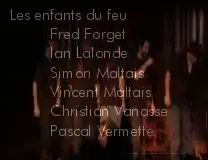 Les enfants du feu
Fred Forget
Ian Lalonde
Simon Maltais
Vincent Maltais
Christian Vanasse
Pascal Vermette